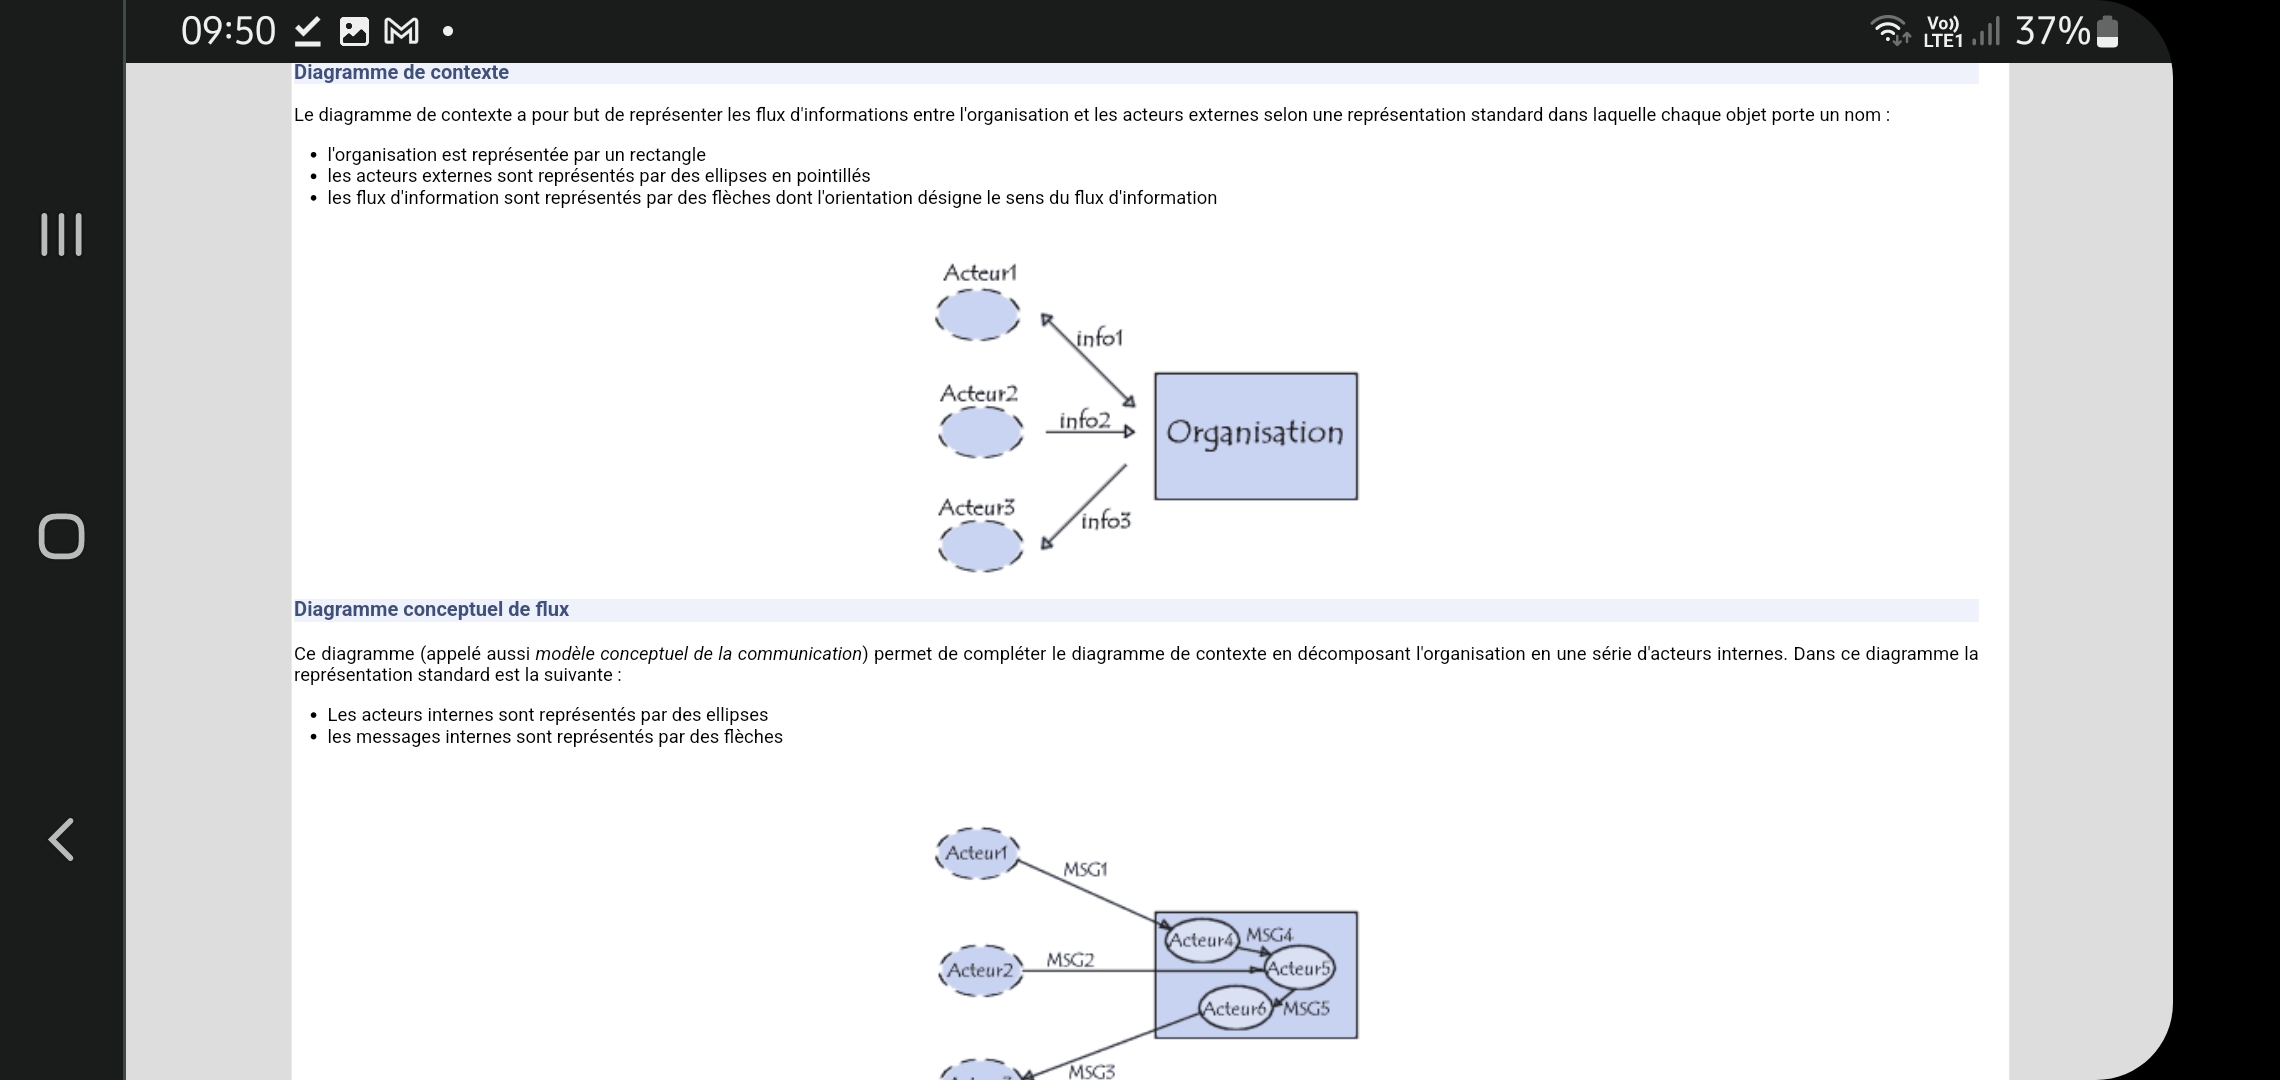 09:50
Vo))
LTE1
37%
Diagramme de contexte
Le diagramme de contexte a pour but de représenter les flux d'informations entre l'organisation et les acteurs externes selon une représentation standard dans laquelle chaque objet porte un nom :
• l'organisation est représentée par un rectangle
• les acteurs externes sont représentés par des ellipses en pointillés
• les flux d'information sont représentés par des flèches dont l'orientation désigne le sens du flux d'information
Acteur1
info1
Acteur2
info2
Organisation
Acteur3
info3
Diagramme conceptuel de flux
Ce diagramme (appelé aussi modèle conceptuel de la communication) permet de compléter le diagramme de contexte en décomposant l'organisation en une série d'acteurs internes. Dans ce diagramme la
représentation standard est la suivante :
• Les acteurs internes sont représentés par des ellipses
• les messages internes sont représentés par des flèches
Acteur1
MSG1
Acteur4
MSG4
Acteur2
MSG2
Acteur5
Acteur6
MSG5
MSG3